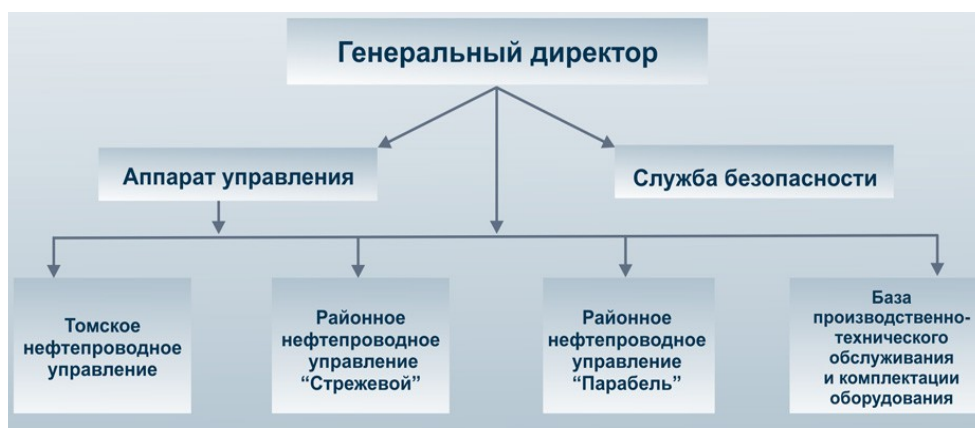 Генеральный директор
Аппарат управления
Служба безопасности
Томское
нефтепроводное
управление
Районное
нефтепроводное
управление
“Стрежевой”
Районное
нефтепроводное
управление
“Парабель”
База
производственно-
технического
обслуживания
и комплектации
оборудования